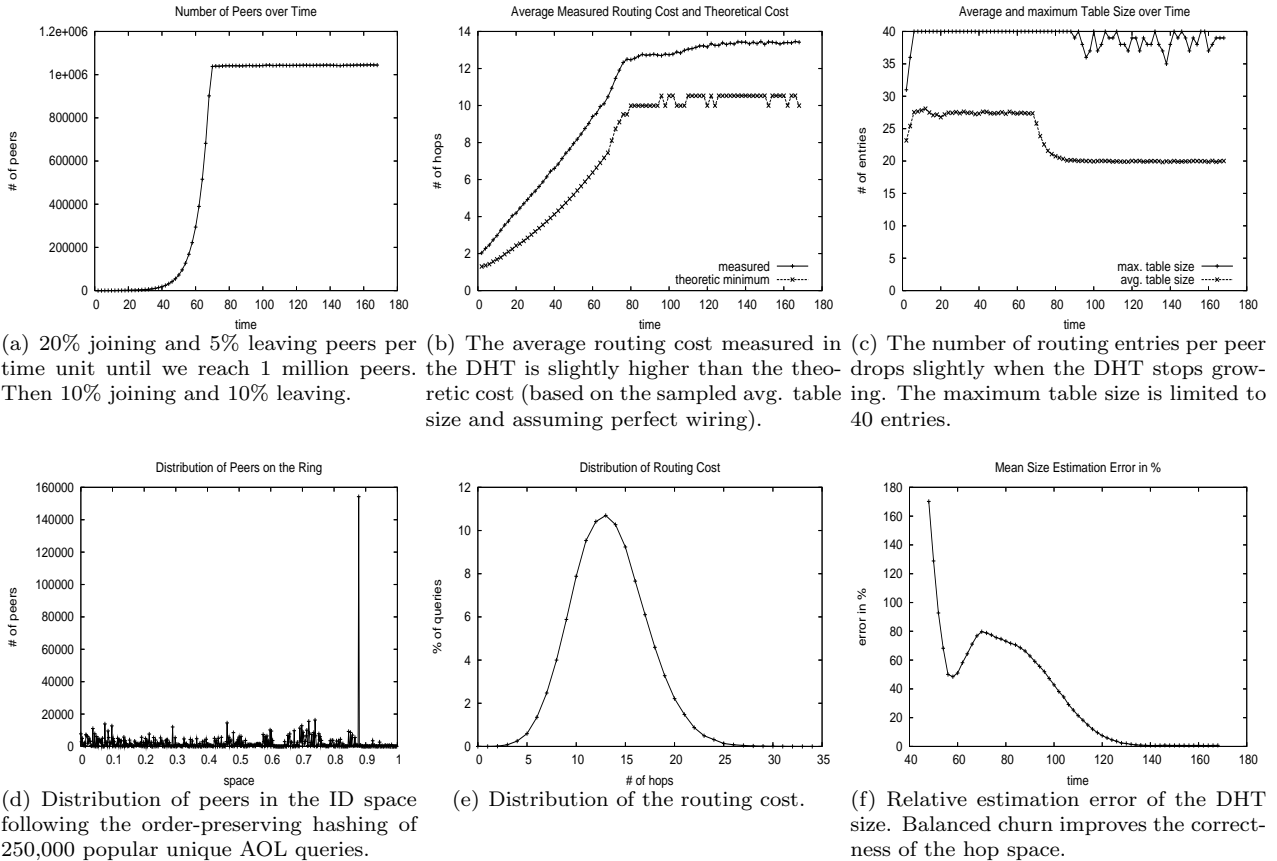 Number of Peers over Time
# of peers
1.2e+006
1e+006
800000
600000
400000
200000
0
0 20 40 60 80 100 120 140 160 180
time
(a) 20% joining and 5% leaving peers per
time unit until we reach 1 million peers.
Then 10% joining and 10% leaving.
Average Measured Routing Cost and Theoretical Cost
# of hops
14
12
10
8
6
4
2
0
0 20 40 60 80 100 120 140 160 180
measured
theoretic minimum
time
(b) The average routing cost measured in
the DHT is slightly higher than the theo-
retic cost (based on the sampled avg. table
size and assuming perfect wiring).
Average and maximum Table Size over Time
# of entries
40
35
30
25
20
15
10
5
0
0 20 40 60 80 100 120 140 160 180
max. table size
avg. table size
time
(c) The number of routing entries per peer
drops slightly when the DHT stops grow-
ing. The maximum table size is limited to
40 entries.
Distribution of Peers on the Ring
# of peers
160000
140000
120000
100000
80000
60000
40000
20000
0
0 0.1 0.2 0.3 0.4 0.5 0.6 0.7 0.8 0.9 1
space
(d) Distribution of peers in the ID space
following the order-preserving hashing of
250,000 popular unique AOL queries.
Distribution of Routing Cost
% of queries
12
10
8
6
4
2
0
0 5 10 15 20 25 30 35
# of hops
(e) Distribution of the routing cost.
Mean Size Estimation Error in %
error in %
180
160
140
120
100
80
60
40
20
0
40 60 80 100 120 140 160 180
time
(f) Relative estimation error of the DHT
size. Balanced churn improves the correct-
ness of the hop space.